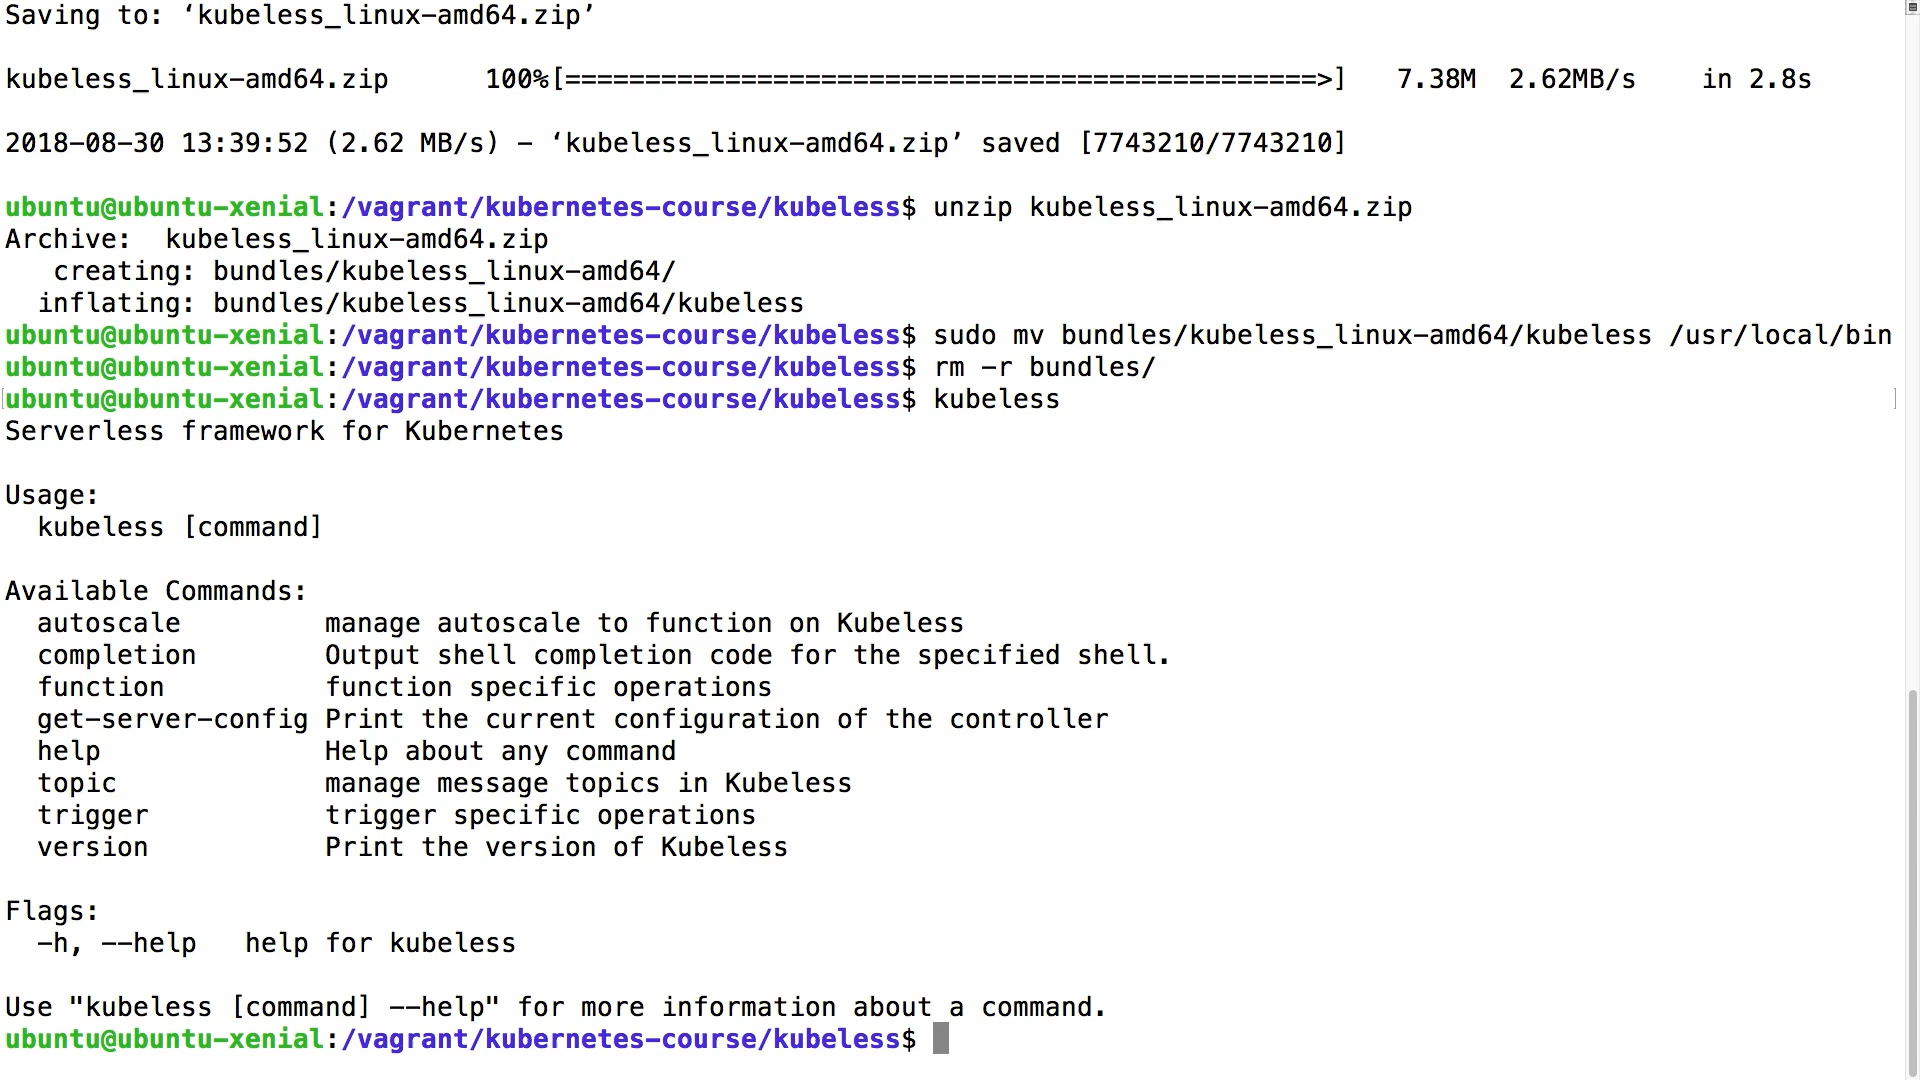 Saving to: ‘kubeless_linux-amd64.zip’
kubeless_linux-amd64.zip 100%[===============================================>] 7.38M 2.62MB/s in 2.8s
2018-08-30 13:39:52 (2.62 MB/s) - ‘kubeless_linux-amd64.zip’ saved [7743210/7743210]
ubuntu@ubuntu-xenial:/vagrant/kubernetes-course/kubeless$ unzip kubeless_linux-amd64.zip
Archive:  kubeless_linux-amd64.zip
creating: bundles/kubeless_linux-amd64/
inflating: bundles/kubeless_linux-amd64/kubeless
ubuntu@ubuntu-xenial:/vagrant/kubernetes-course/kubeless$ sudo mv bundles/kubeless_linux-amd64/kubeless /usr/local/bin
ubuntu@ubuntu-xenial:/vagrant/kubernetes-course/kubeless$ rm -r bundles/
[ubuntu@ubuntu-xenial:/vagrant/kubernetes-course/kubeless$ kubeless ]
Serverless framework for Kubernetes
Usage:
kubeless [command]
Available Commands:
autoscale manage autoscale to function on Kubeless
completion Output shell completion code for the specified shell.
function function specific operations
get-server-config Print the current configuration of the controller
help Help about any command
topic manage message topics in Kubeless
trigger trigger specific operations
version Print the version of Kubeless
Flags:
-h, --help help for kubeless
Use "kubeless [command] --help" for more information about a command.
ubuntu@ubuntu-xenial:/vagrant/kubernetes-course/kubeless$